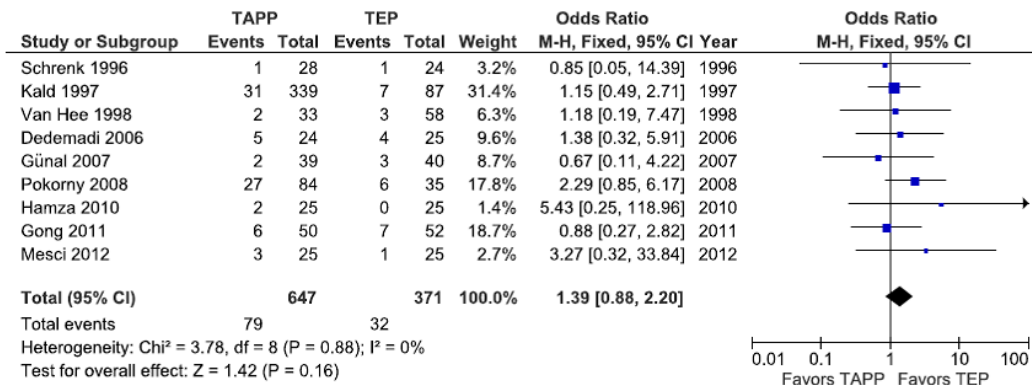 TAPP TEP Odds Ratio Odds Ratio
Study or Subgroup Events Total Events Total Weight M-H, Fixed, 95% CI Year M-H, Fixed, 95% CI
Schrenk 1996 1 28 1 24 3.2% 0.85 [0.05, 14.39] 1996
Kald 1997 31 339 7 87 31.4% 1.15 [0.49, 2.71] 1997
Van Hee 1998 2 33 3 58 6.3% 1.18 [0.19, 7.47] 1998
Dedemadi 2006 5 24 4 25 9.6% 1.38 [0.32, 5.91] 2006
Günal 2007 2 39 3 40 8.7% 0.67 [0.11, 4.22] 2007
Pokorny 2008 27 84 6 35 17.8% 2.29 [0.85, 6.17] 2008
Hamza 2010 2 25 0 25 1.4% 5.43 [0.25, 118.96] 2010
Gong 2011 6 50 7 52 18.7% 0.88 [0.27, 2.82] 2011
Mesci 2012 3 25 1 25 2.7% 3.27 [0.32, 33.84] 2012
Total (95% CI) 647 371 100.0% 1.39 [0.88, 2.20]
Total events 79 32
Heterogeneity: Chi² = 3.78, df = 8 (P = 0.88); I² = 0%
Test for overall effect: Z = 1.42 (P = 0.16)
0.01 0.1 1 10 100
Favors TAPP Favors TEP